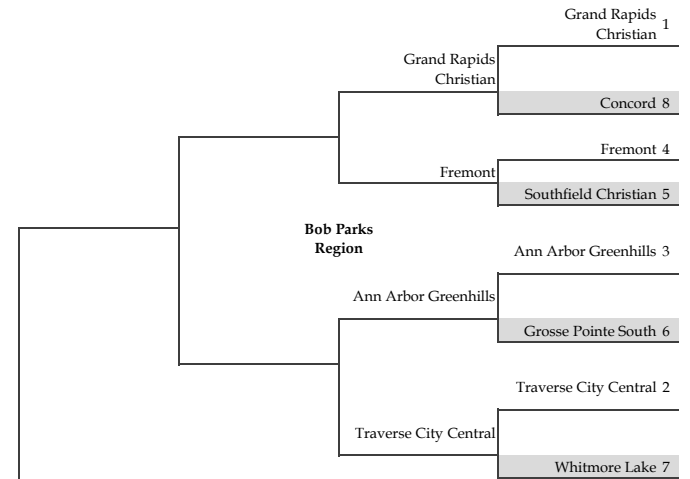 Grand Rapids
Christian 1
Grand Rapids
Christian
Concord 8
Fremont 4
Fremont
Southfield Christian 5
Bob Parks
Region
Ann Arbor Greenhills 3
Ann Arbor Greenhills
Grosse Pointe South 6
Traverse City Central 2
Traverse City Central
Whitmore Lake 7